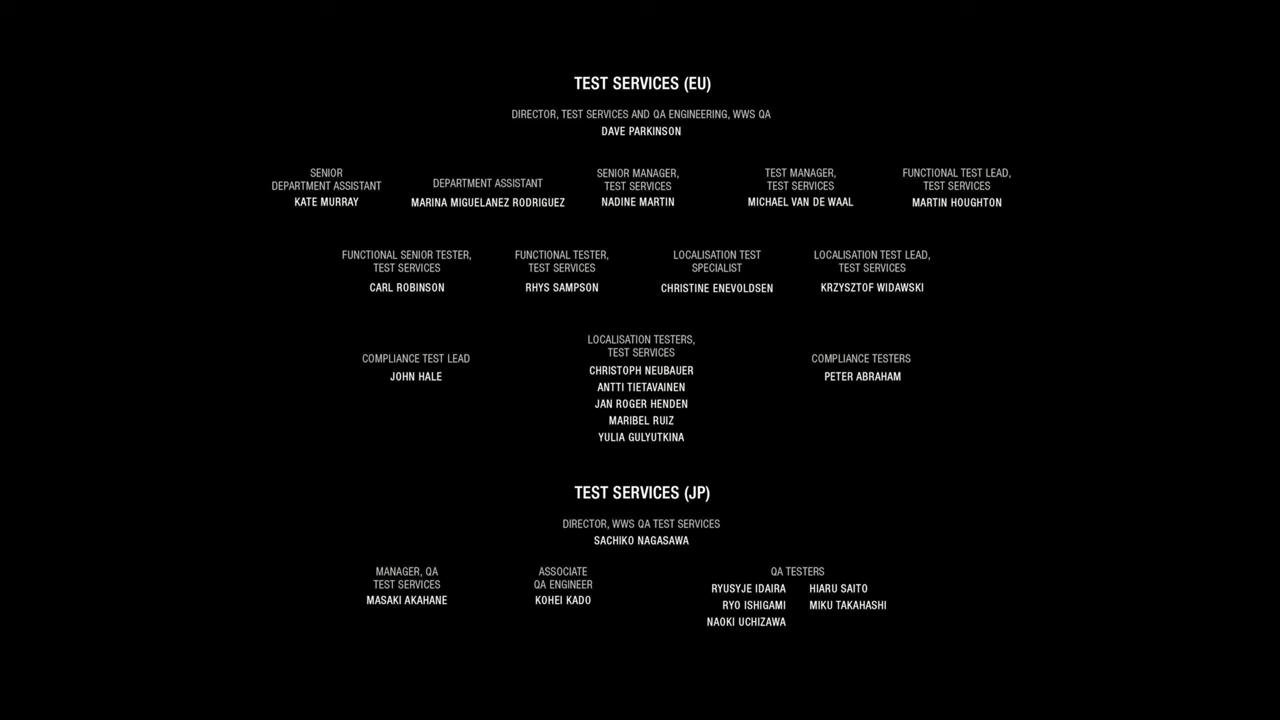 TEST SERVICES (EU)
DIRECTOR, TEST SERVICES AND QA ENGINEERING, WWS QA
DAVE PARKINSON
SENIOR
DEPARTMENT ASSISTANT
KATE MURRAY
DEPARTMENT ASSISTANT
MARINA MIGUELANEZ RODRIGUEZ
SENIOR MANAGER,
TEST SERVICES
NADINE MARTIN
TEST MANAGER,
TEST SERVICES
MICHAEL VAN DE WAAL
FUNCTIONAL TEST LEAD,
TEST SERVICES
MARTIN HOUGHTON
FUNCTIONAL SENIOR TESTER,
TEST SERVICES
CARL ROBINSON
FUNCTIONAL TESTER,
TEST SERVICES
RHYS SAMPSON
LOCALISATION TEST
SPECIALIST
CHRISTINE ENEVOLDSEN
LOCALISATION TEST LEAD,
TEST SERVICES
KRZYSZTOF WIDAWSKI
COMPLIANCE TEST LEAD
JOHN HALE
LOCALISATION TESTERS,
TEST SERVICES
CHRISTOPH NEUBAUER
ANTTI TIETAVAINEN
JAN ROGER HENDEN
MARIBEL RUIZ
YULIA GULYUTKINA
COMPLIANCE TESTERS
PETER ABRAHAM
TEST SERVICES (JP)
DIRECTOR, WWS QA TEST SERVICES
SACHIKO NAGASAWA
MANAGER, QA
TEST SERVICES
MASAKI AKAHANE
ASSOCIATE
QA ENGINEER
KOHEI KADO
QA TESTERS
RYUSYJE IDAIRA
RYO ISHIGAMI
NAOKI UCHIZAWA
HIARU SAITO
MIKU TAKAHASHI